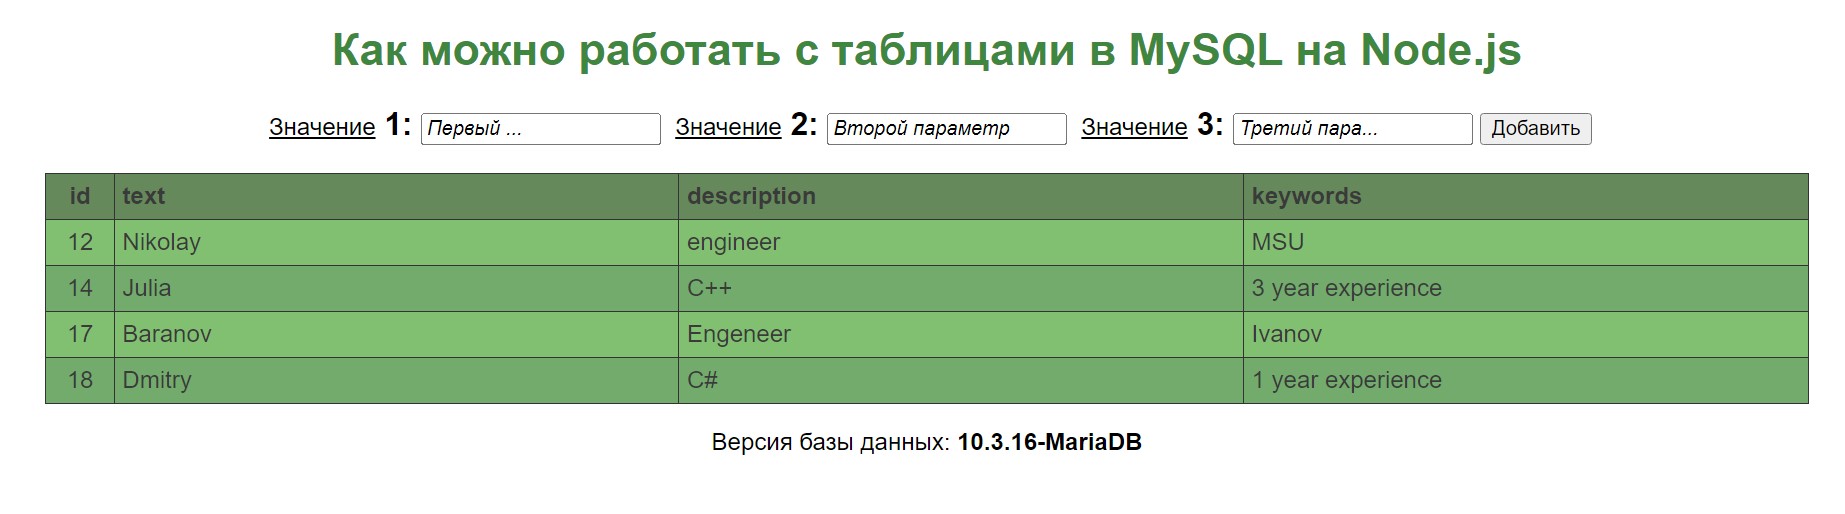 Как можно работать с таблицами в MySQL на Node.js
Значение 1: Первый ... Значение 2: Второй параметр Значение 3: Третий пара... Добавить
id text description keywords
12 Nikolay engineer MSU
14 Julia C++ 3 year experience
17 Baranov Engeneer Ivanov
18 Dmitry C# 1 year experience
Версия базы данных: 10.3.16-MariaDB